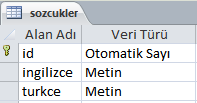 sozcukler
Alan Adı Veri Türü
id Otomatik Sayı
ingilizce Metin
turkce Metin